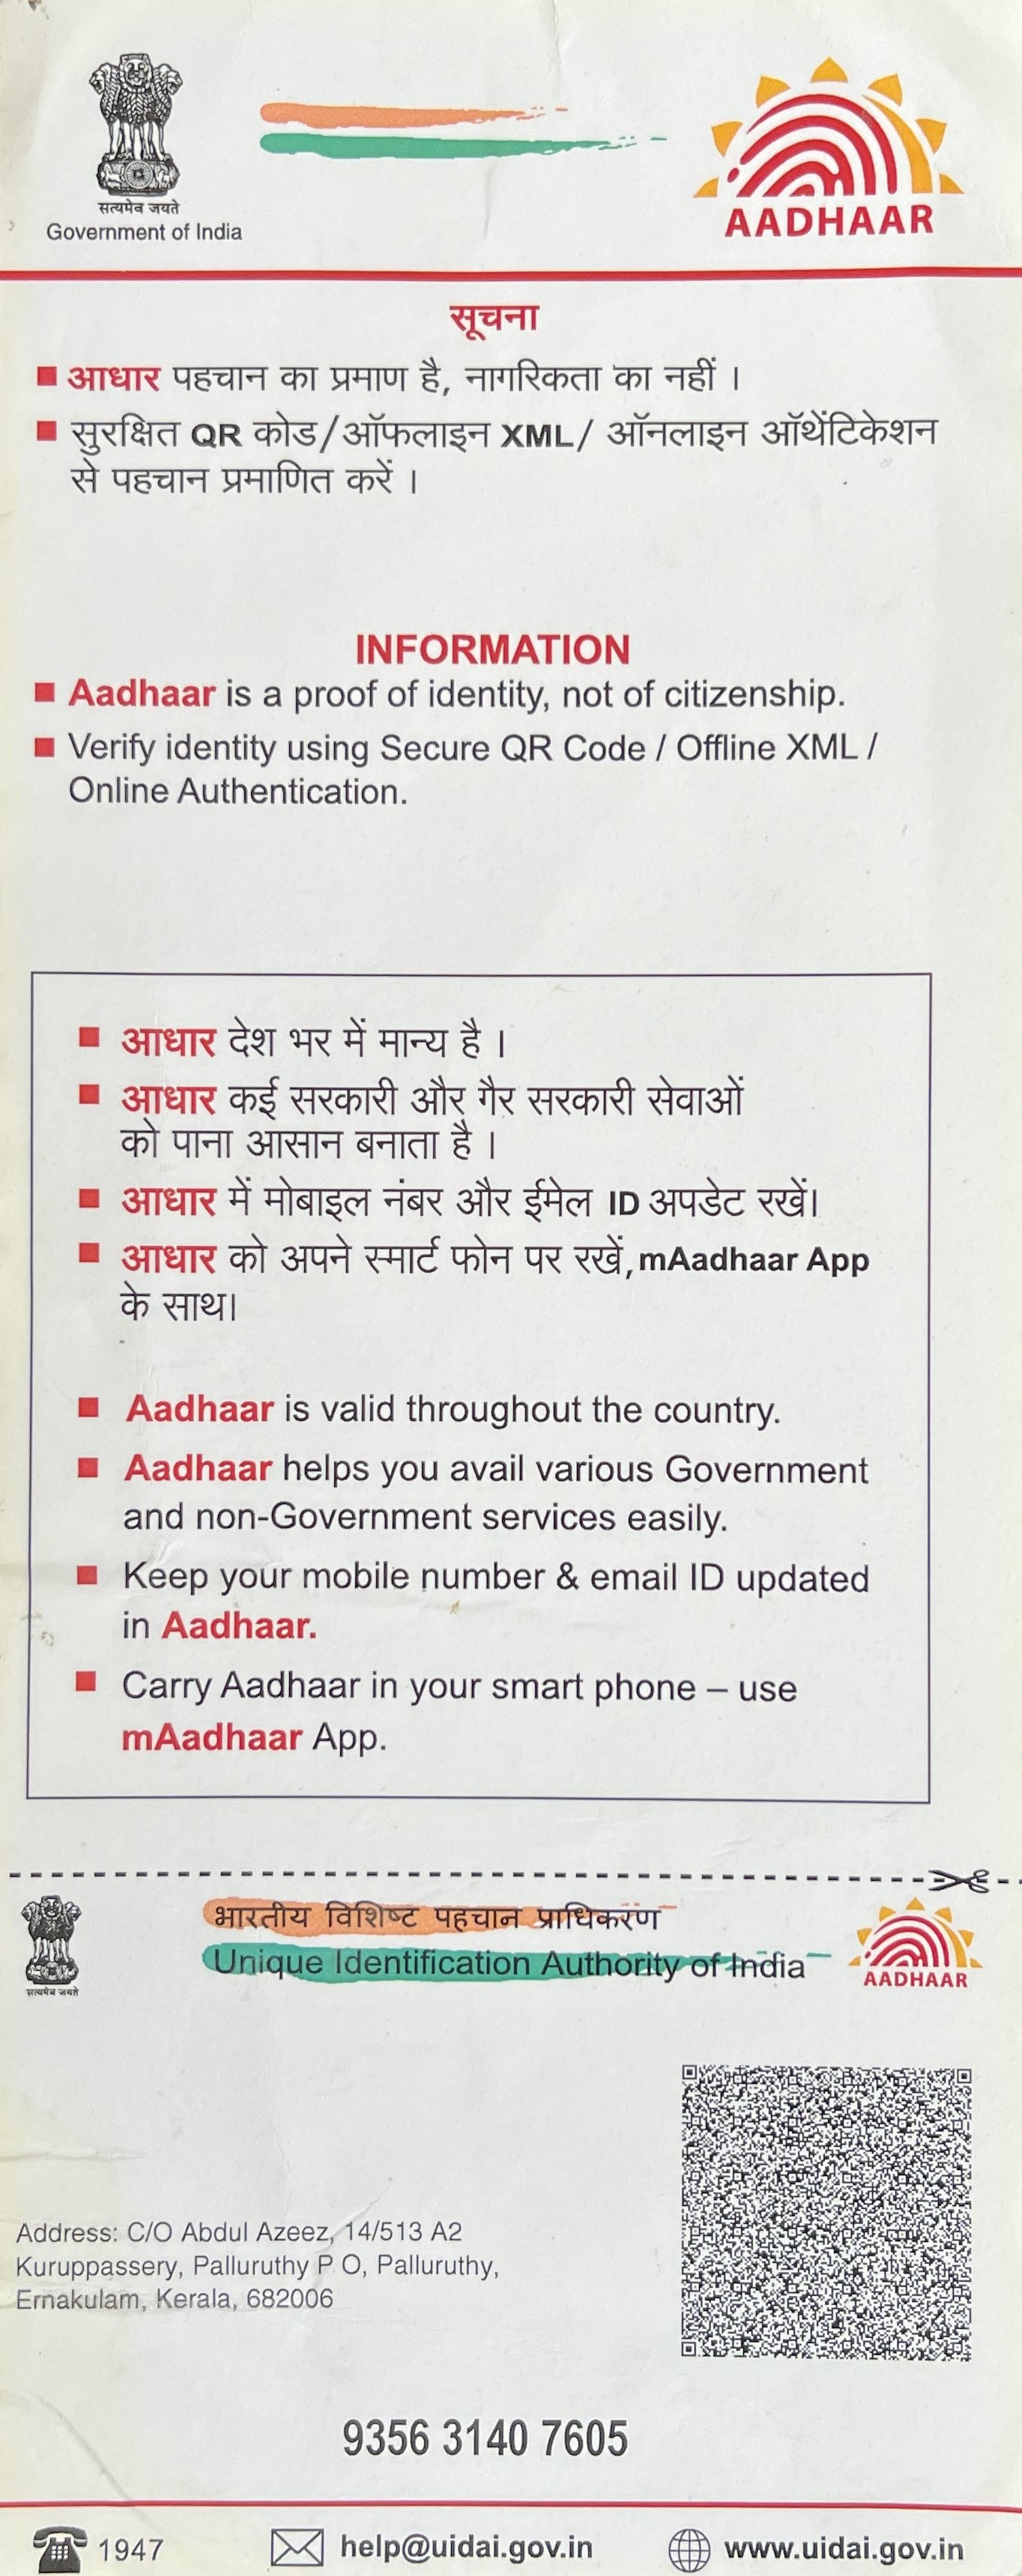 सत्यमेव जयते
Government of India
AADHAAR
सूचना
आधार पहचान का प्रमाण है, नागरिकता का नहीं ।
सुरक्षित QR कोड/ऑफलाइन XML/ ऑनलाइन ऑथेंटिकेशन
से पहचान प्रमाणित करें ।
INFORMATION
Aadhaar is a proof of identity, not of citizenship.
Verify identity using Secure QR Code / Offline XML /
Online Authentication.
आधार देश भर में मान्य है ।
आधार कई सरकारी और गैर सरकारी सेवाओं
को पाना आसान बनाता है ।
आधार में मोबाइल नंबर और ईमेल ID अपडेट रखें।
आधार को अपने स्मार्ट फोन पर रखें, mAadhaar App
के साथ।
Aadhaar is valid throughout the country.
Aadhaar helps you avail various Government
and non-Government services easily.
Keep your mobile number & email ID updated
in Aadhaar.
Carry Aadhaar in your smart phone – use
mAadhaar App.
भारतीय विशिष्ट पहचान प्राधिकरण
Unique Identification Authority of India
सत्यमेव जयते
AADHAAR
Address: C/O Abdul Azeez, 14/513 A2
Kuruppassery, Palluruthy P O, Palluruthy,
Ernakulam, Kerala, 682006
9356 3140 7605
1947
help@uidai.gov.in
www.uidai.gov.in